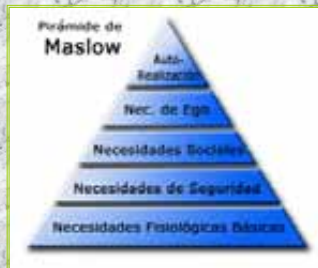 Pirámide de
Maslow
Auto-
Realización
Nec. de Ego
Necesidades Sociales
Necesidades de Seguridad
Necesidades Fisiológicas Básicas